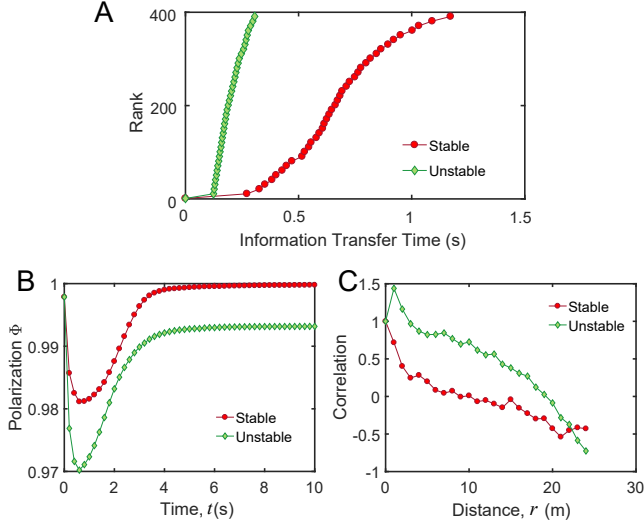 A
400
200
0
Rank
Stable
Unstable
0
0.5
1
1.5
Information Transfer Time (s)
B
1
0.99
0.98
0.97
Polarization Φ
Stable
Unstable
0
2
4
6
8
10
Time, t(s)
C
1.5
1
0.5
0
-0.5
-1
Correlation
Stable
Unstable
0
10
20
30
Distance, r (m)